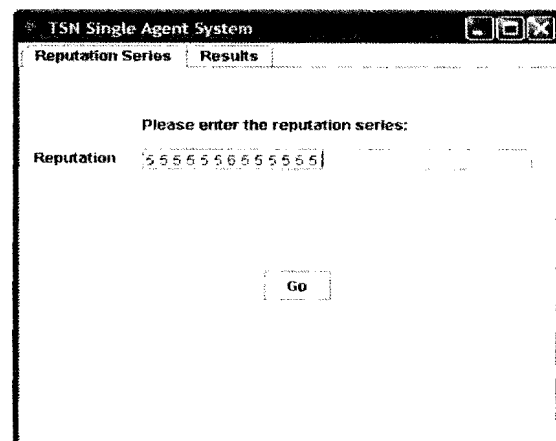 TSN Single Agent System
Reputation Series Results
Please enter the reputation series:
Reputation 5 5 5 5 5 5 6 5 5 5 5 5 5
Go